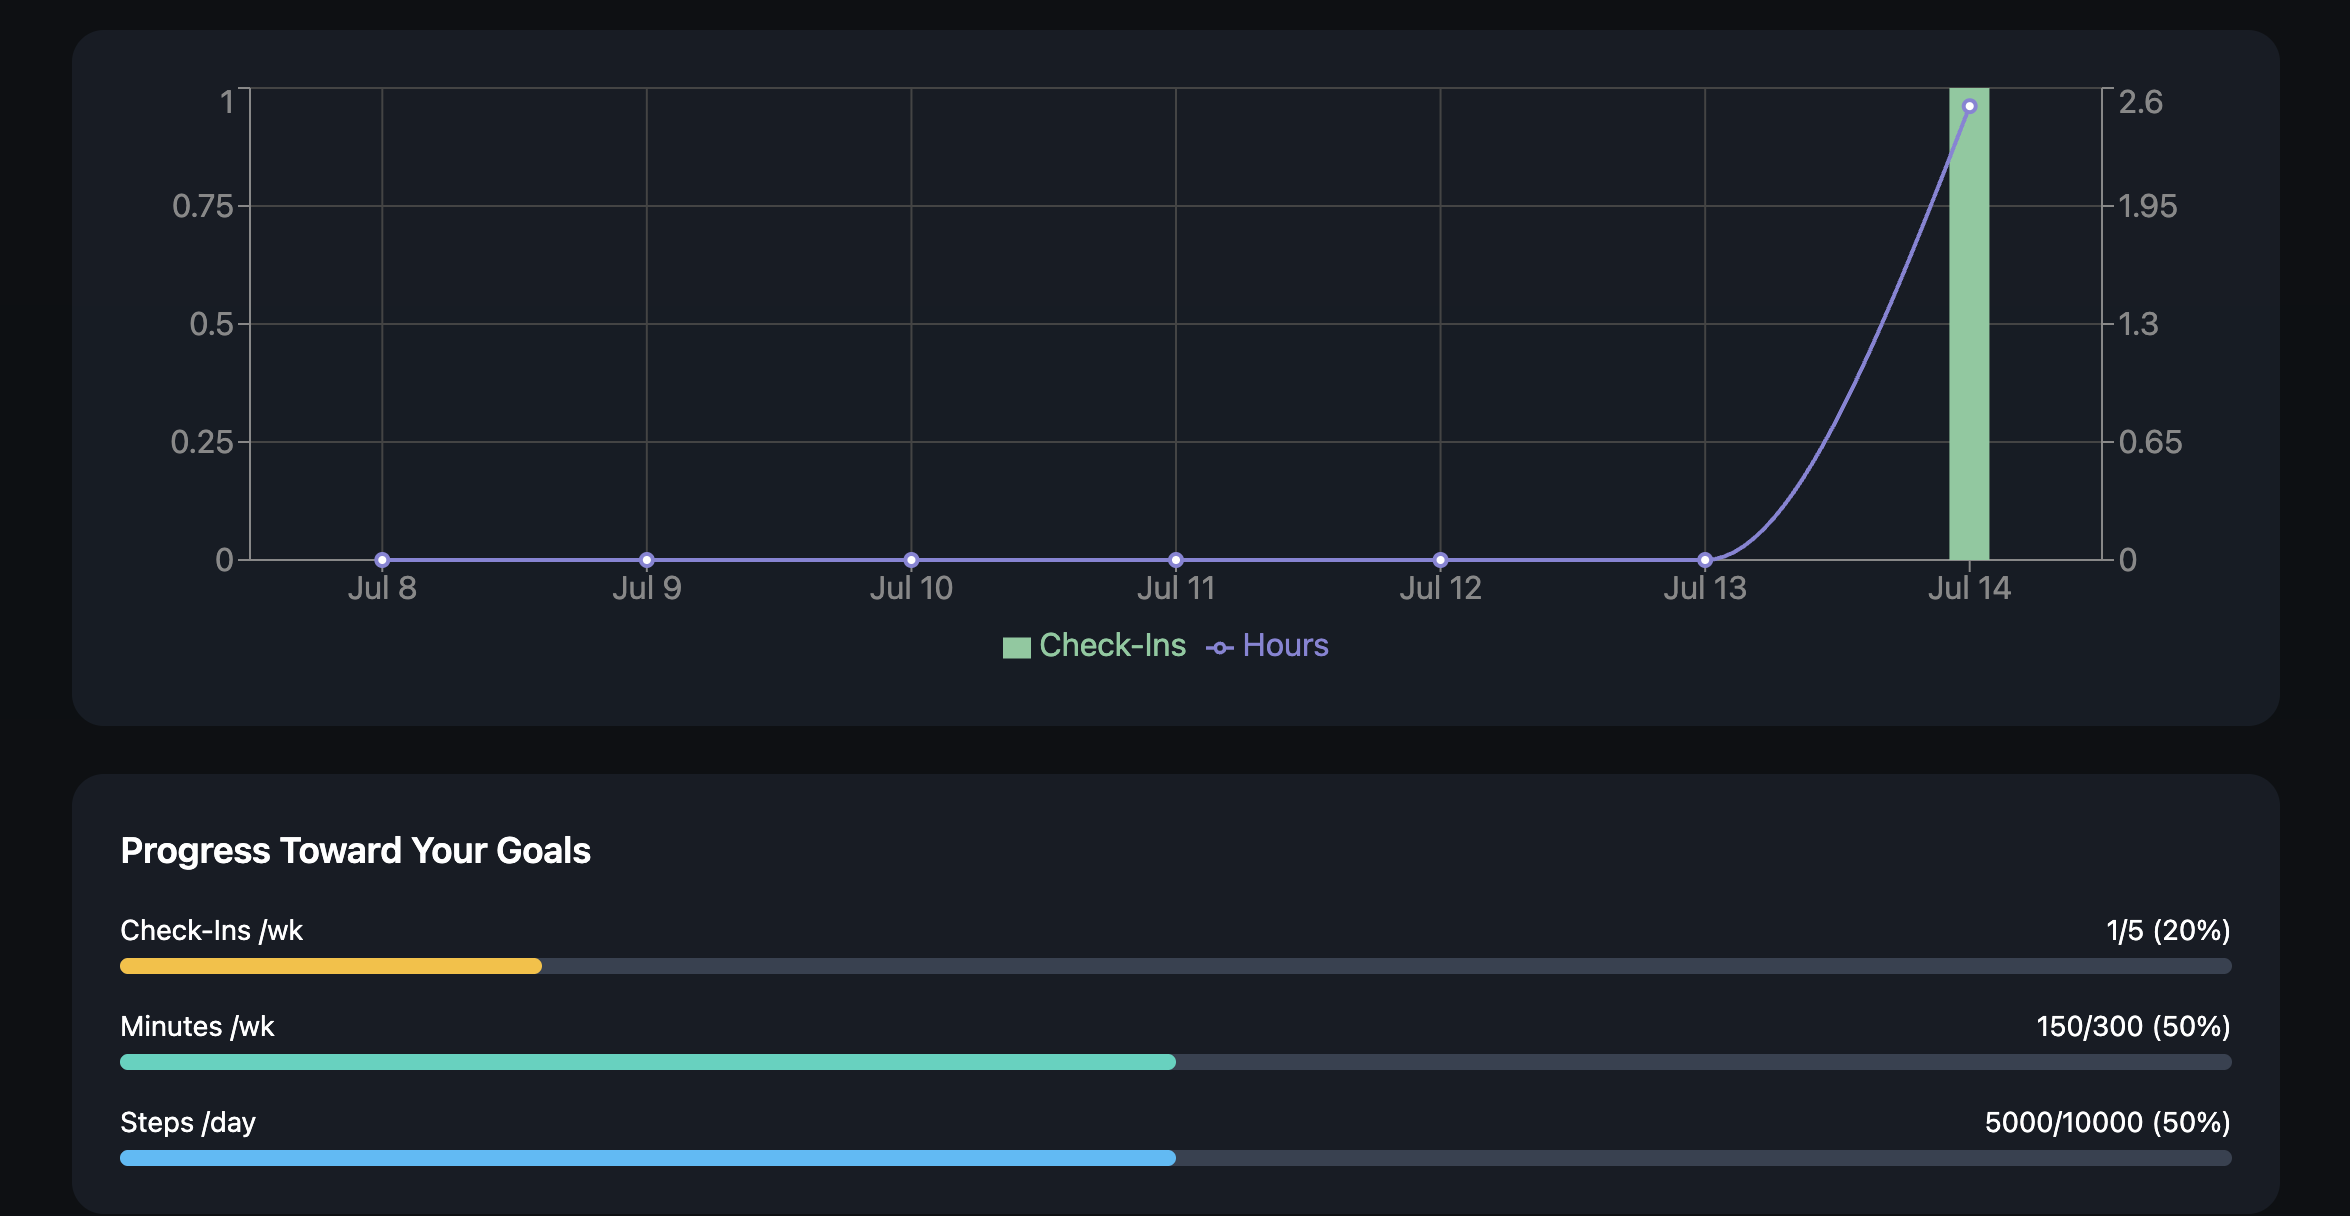 1
2.6
0.75
1.95
0.5
1.3
0.25
0.65
0
0
Jul 8 Jul 9 Jul 10 Jul 11 Jul 12 Jul 13 Jul 14
Check-Ins Hours
Progress Toward Your Goals
Check-Ins /wk 1/5 (20%)
Minutes /wk 150/300 (50%)
Steps /day 5000/10000 (50%)